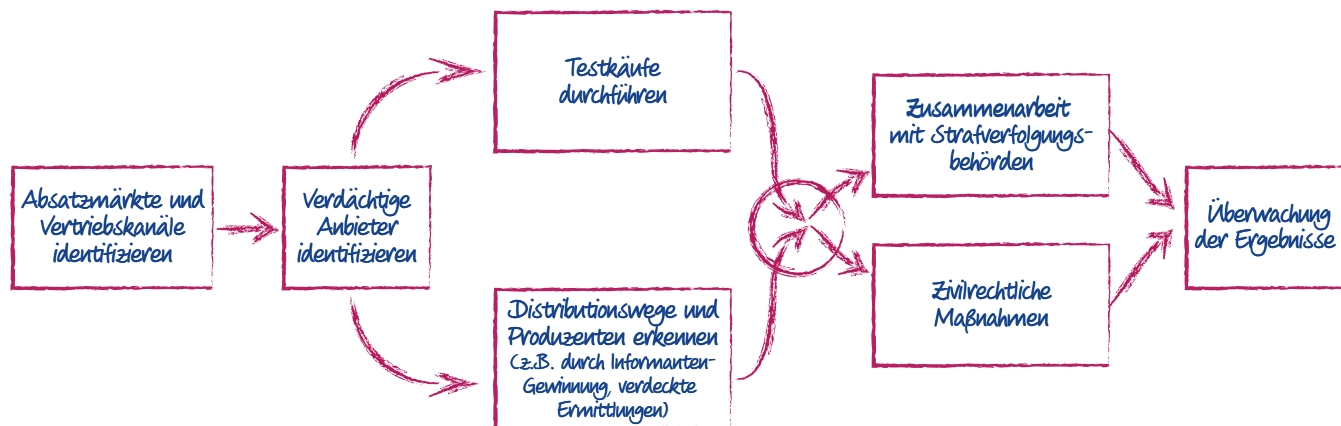 Absatzmärkte und
Vertriebskanäle
identifizieren
Verdächtige
Anbieter
identifizieren
Testkäufe
durchführen
Distributionswege und
Produzenten erkennen
(z.B. durch Informanten-
Gewinnung, verdeckte
Ermittlungen)
Zusammenarbeit
mit Strafverfolgungs-
behörden
Zivilrechtliche
Maßnahmen
Überwachung
der Ergebnisse